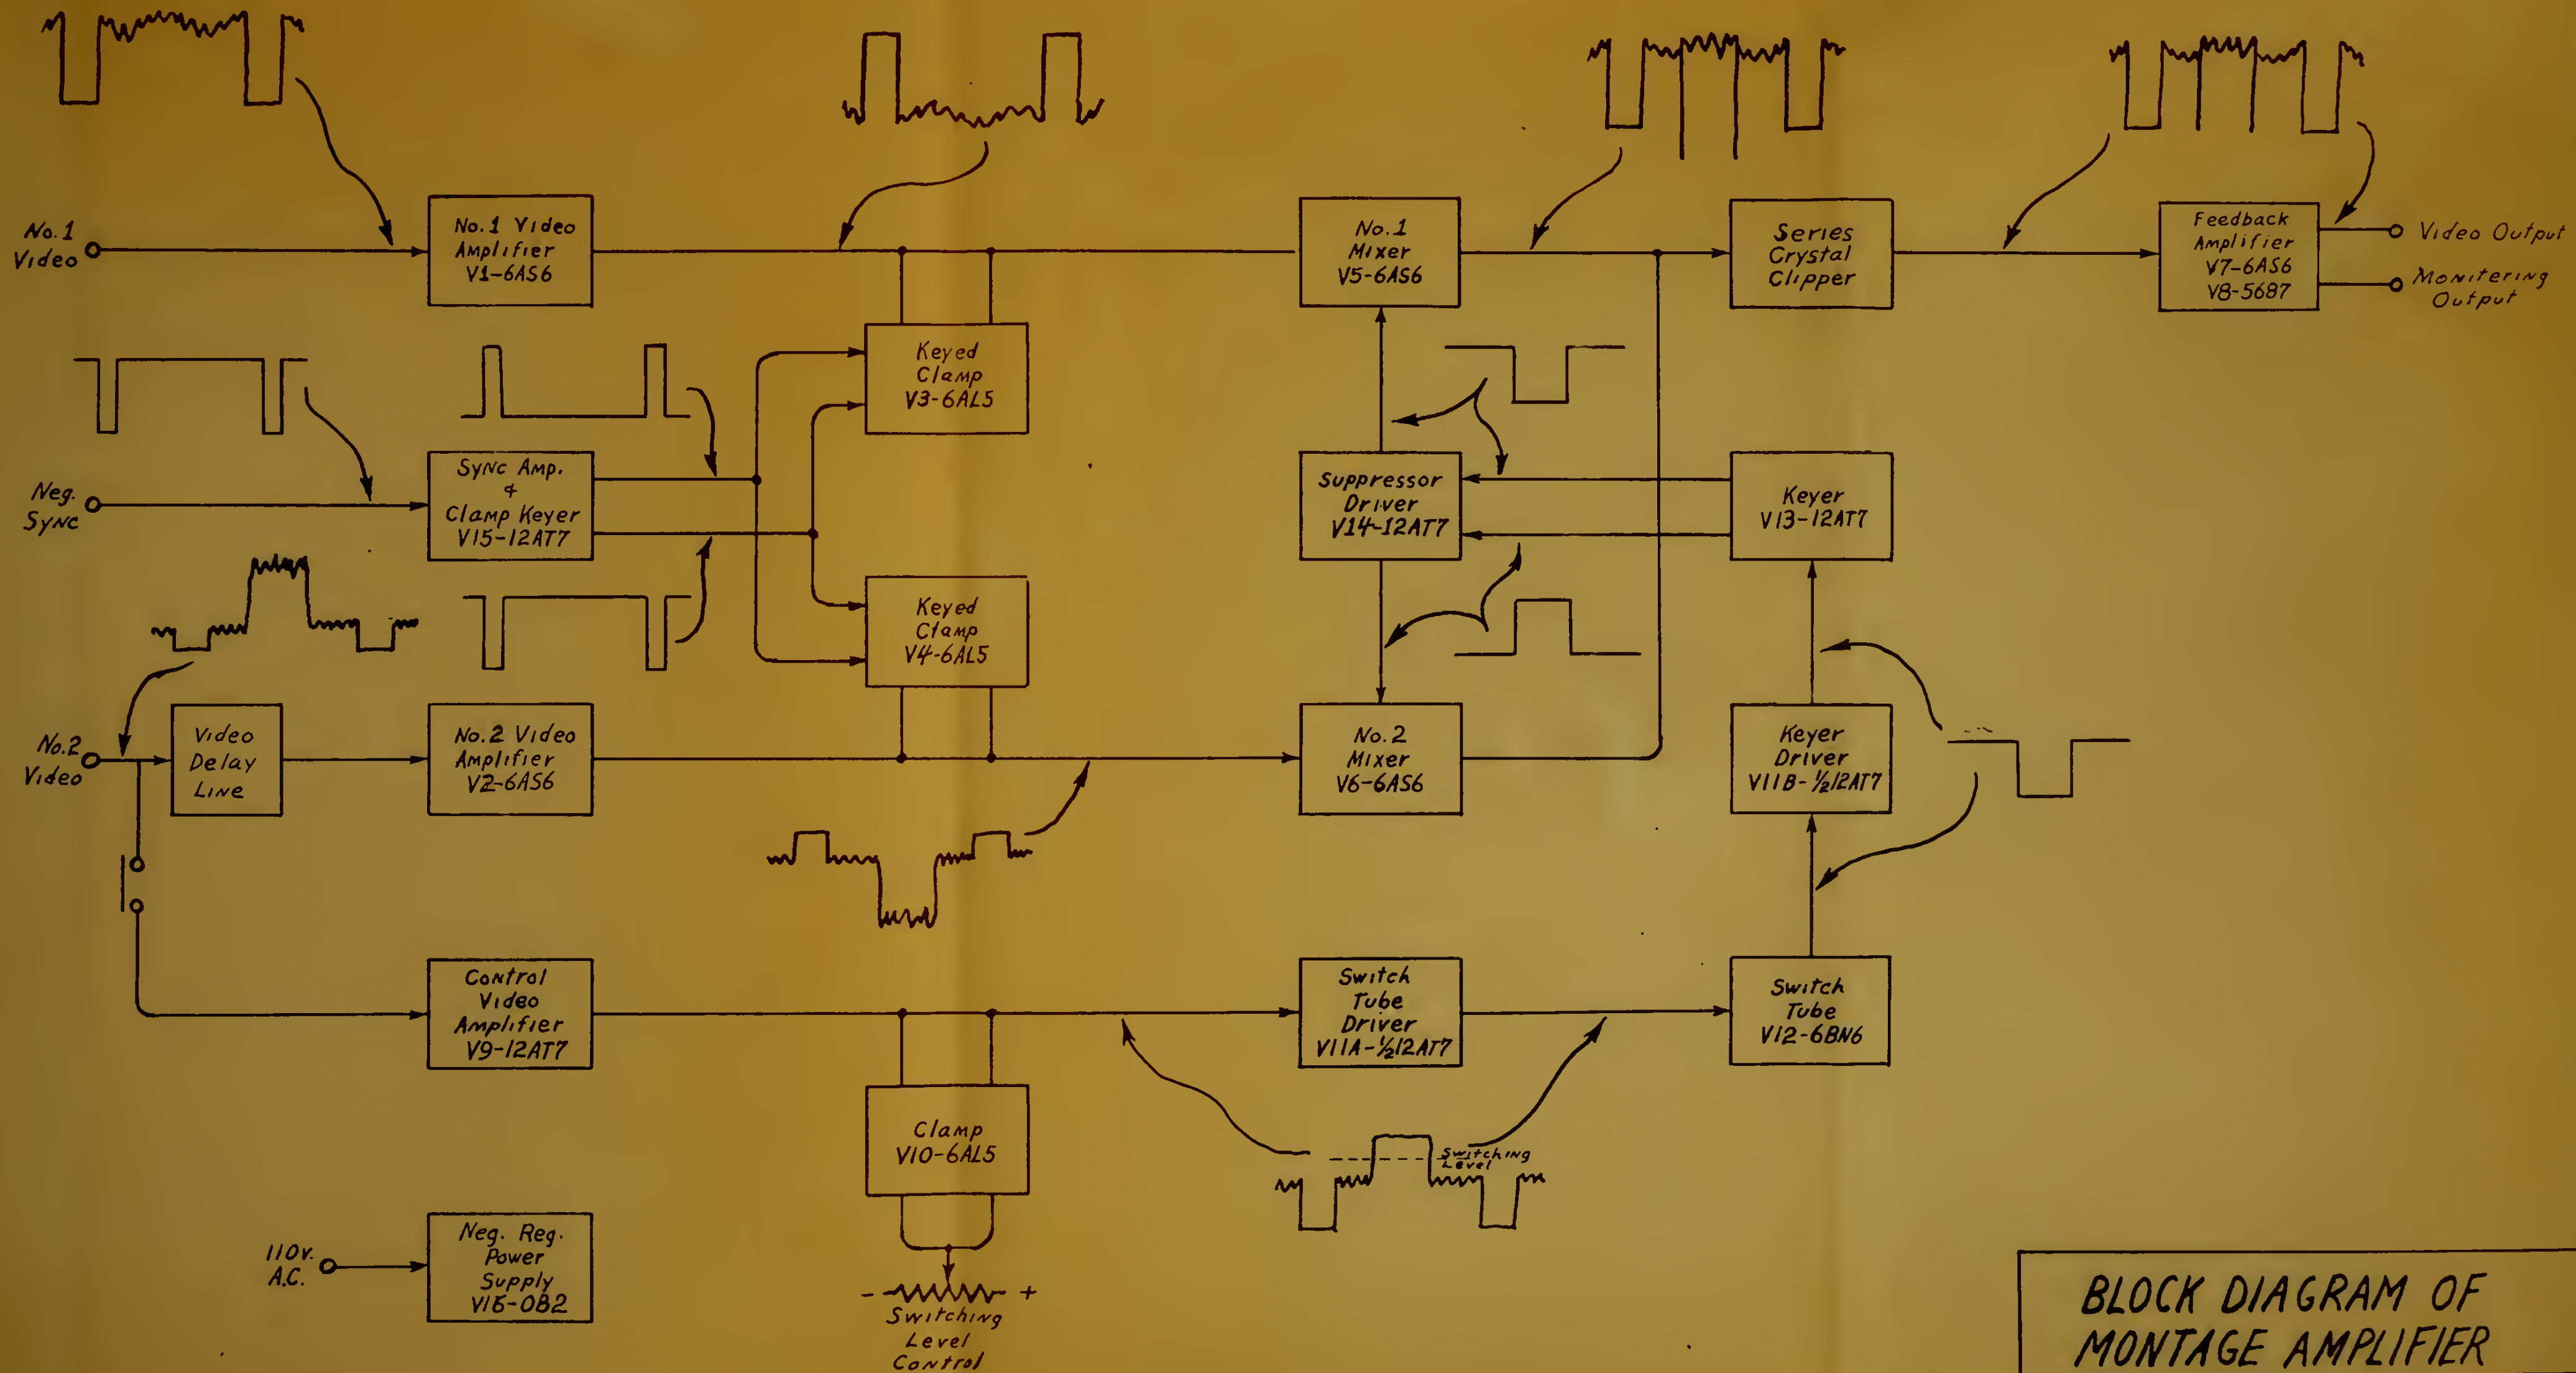 No.1
Video
No.1 Video
Amplifier
V1-6AS6
No.1
Mixer
V5-6AS6
Series
Crystal
Clipper
Feedback
Amplifier
V7-6AS6
V8-5687
Video Output
Monitering
Output
Keyed
Clamp
V3-6AL5
Neg.
Sync
Sync Amp.
&
Clamp Keyer
V15-12AT7
Suppressor
Driver
V14-12AT7
Keyer
V13-12AT7
Keyed
Clamp
V4-6AL5
No.2
Video
Video
Delay
Line
No.2 Video
Amplifier
V2-6AS6
No.2
Mixer
V6-6AS6
Keyer
Driver
V11B-½12AT7
Control
Video
Amplifier
V9-12AT7
Switch
Tube
Driver
V11A-½12AT7
Switch
Tube
V12-6BN6
Clamp
V10-6AL5
Switching
Level
110v.
A.C.
Neg. Reg.
Power
Supply
V16-OB2
- +
Switching
Level
Control
BLOCK DIAGRAM OF
MONTAGE AMPLIFIER